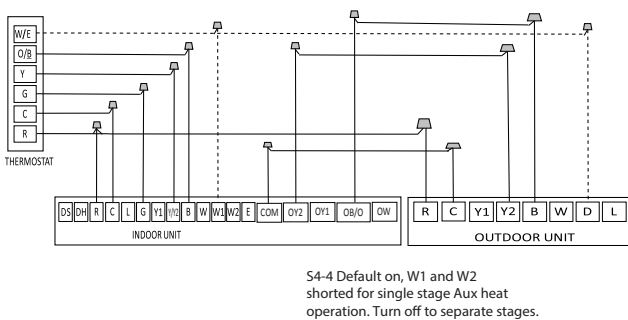 W/E
O/B
Y
G
C
R
THERMOSTAT
DS DH R C L G Y1 Y/Y2 B W W1 W2 E COM OY2 OY1 OB/O OW
INDOOR UNIT
R C Y1 Y2 B W D L
OUTDOOR UNIT
S4-4 Default on, W1 and W2
shorted for single stage Aux heat
operation. Turn off to separate stages.